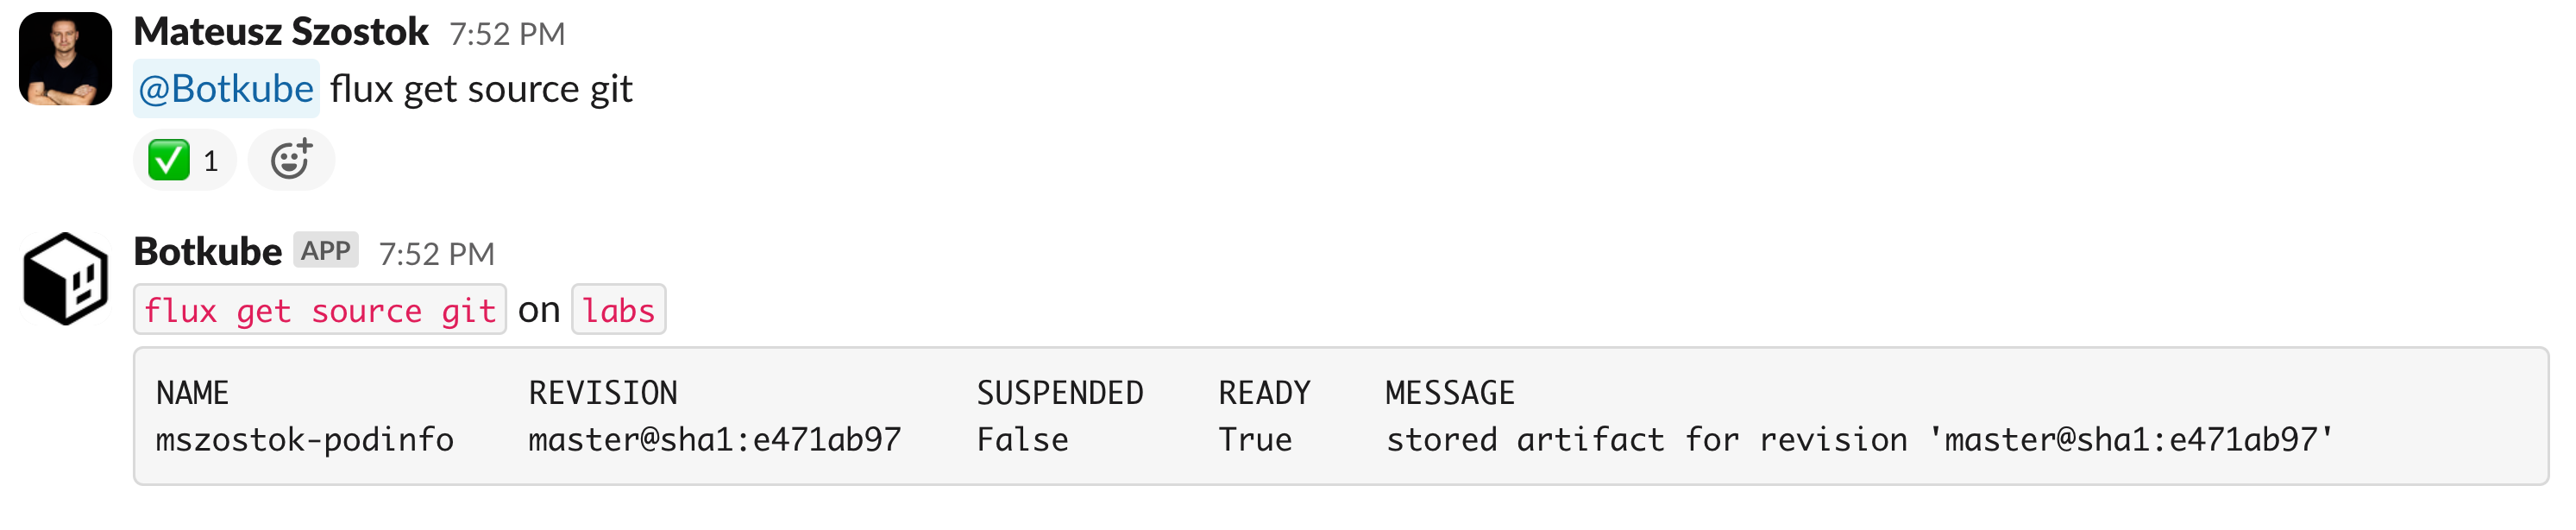 Mateusz Szostok 7:52 PM
@Botkube flux get source git
1
Botkube APP 7:52 PM
flux get source git on labs
NAME REVISION SUSPENDED READY MESSAGE
mszostok-podinfo master@sha1:e471ab97 False True stored artifact for revision 'master@sha1:e471ab97'